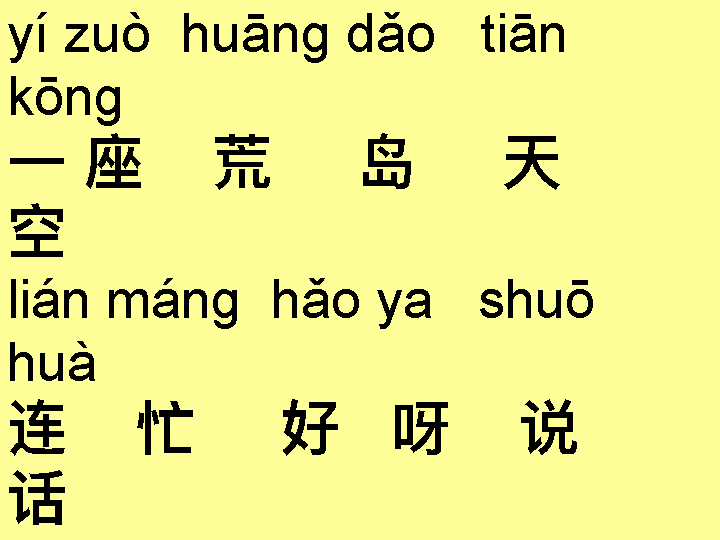 yí zuò huāng dǎo tiān
kōng
一 座 荒 岛 天
空
lián máng hǎo ya shuō
huà
连 忙 好 呀 说
话